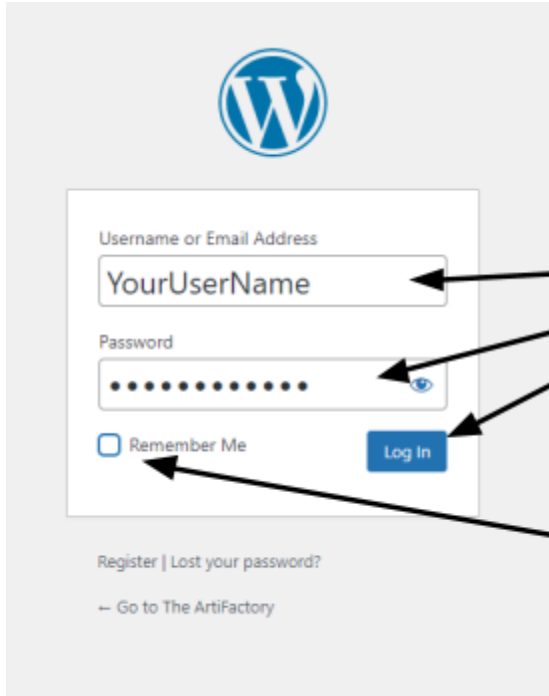 Username or Email Address
YourUserName
Password
Remember Me
Log In
Register | Lost your password?
← Go to The ArtiFactory